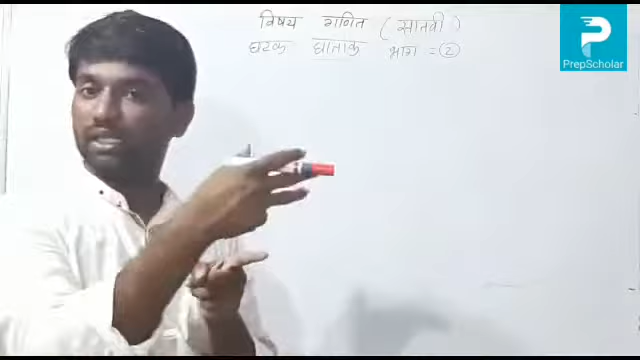 विषय गणित ( सातवी )
घटक घातांक भाग = 2
PrepScholar